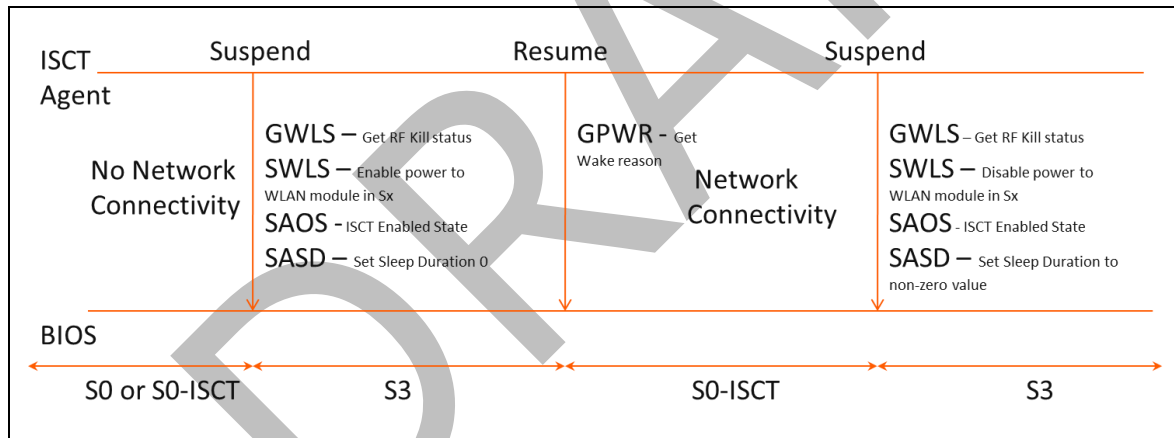 ISCT
Agent
Suspend
Resume
Suspend
No Network
Connectivity
GWLS – Get RF Kill status
SWLS – Enable power to
WLAN module in Sx
SAOS - ISCT Enabled State
SASD – Set Sleep Duration 0
GPWR - Get
Wake reason
Network
Connectivity
GWLS – Get RF Kill status
SWLS – Disable power to
WLAN module in Sx
SAOS - ISCT Enabled State
SASD – Set Sleep Duration to
non-zero value
BIOS
S0 or S0-ISCT
S3
S0-ISCT
S3
DRA